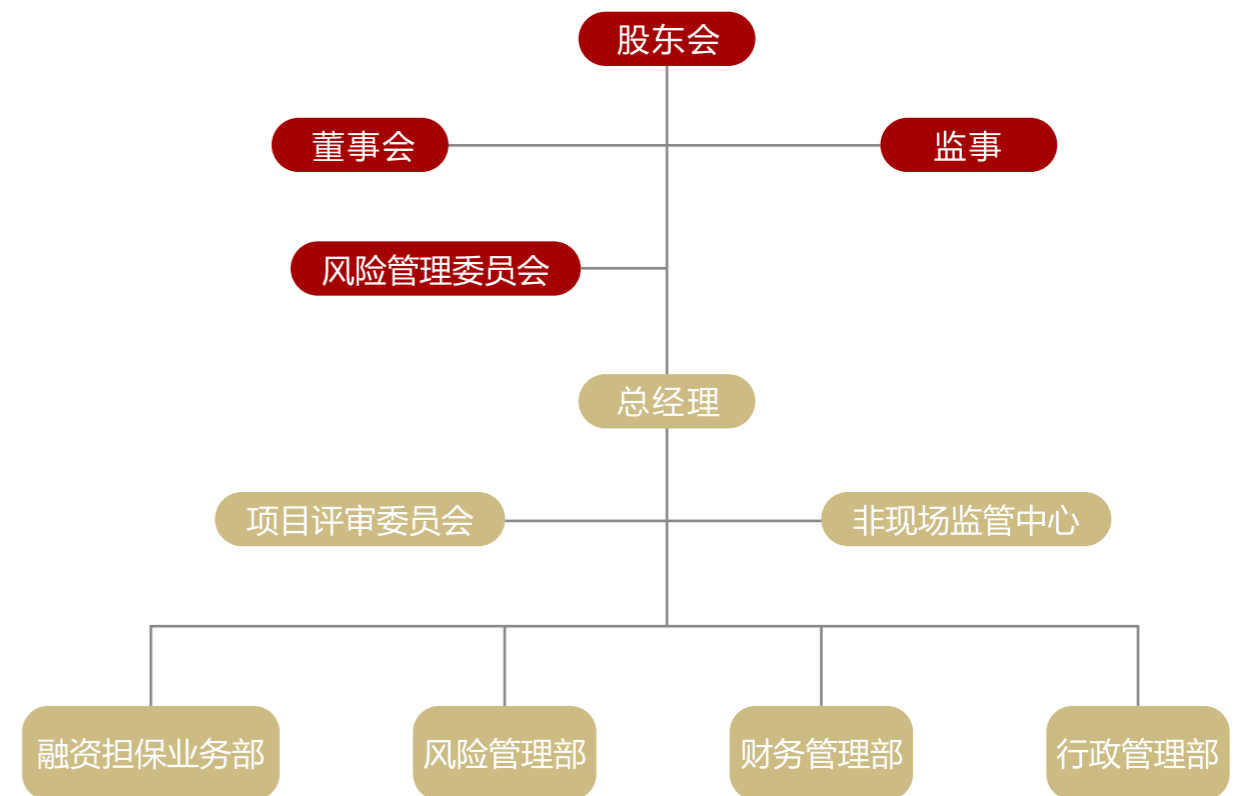 股东会
董事会
监事
风险管理委员会
总经理
项目评审委员会
非现场监管中心
融资担保业务部
风险管理部
财务管理部
行政管理部